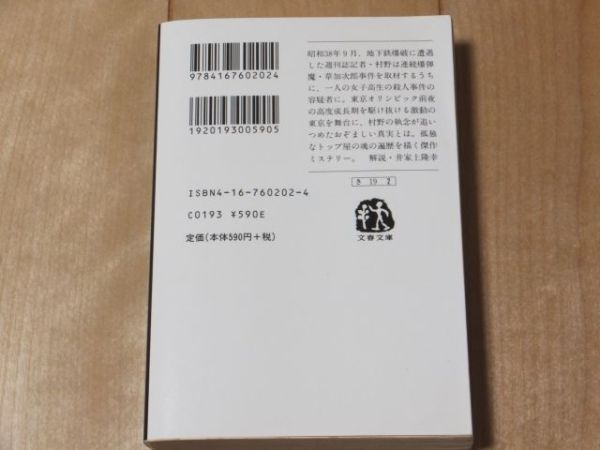 9784167602024
1920193005905
ISBN4-16-760202-4
C0193 ¥590E
定価(本体590円+税)
昭和38年9月、地下鉄爆破に遭遇
した週刊誌記者・村野は連続爆弾
魔・草加次郎事件を取材するうち
に、一人の女子高生の殺人事件の
容疑者に。東京オリンピック前夜
の高度成長期を駆け抜ける激動の
東京を舞台に、村野の執念が追い
つめたおぞましい真実とは。孤独
なトップ屋の魂の遍歴を描く傑作
ミステリー。 解説・井家上隆幸
き 19 2
文春文庫